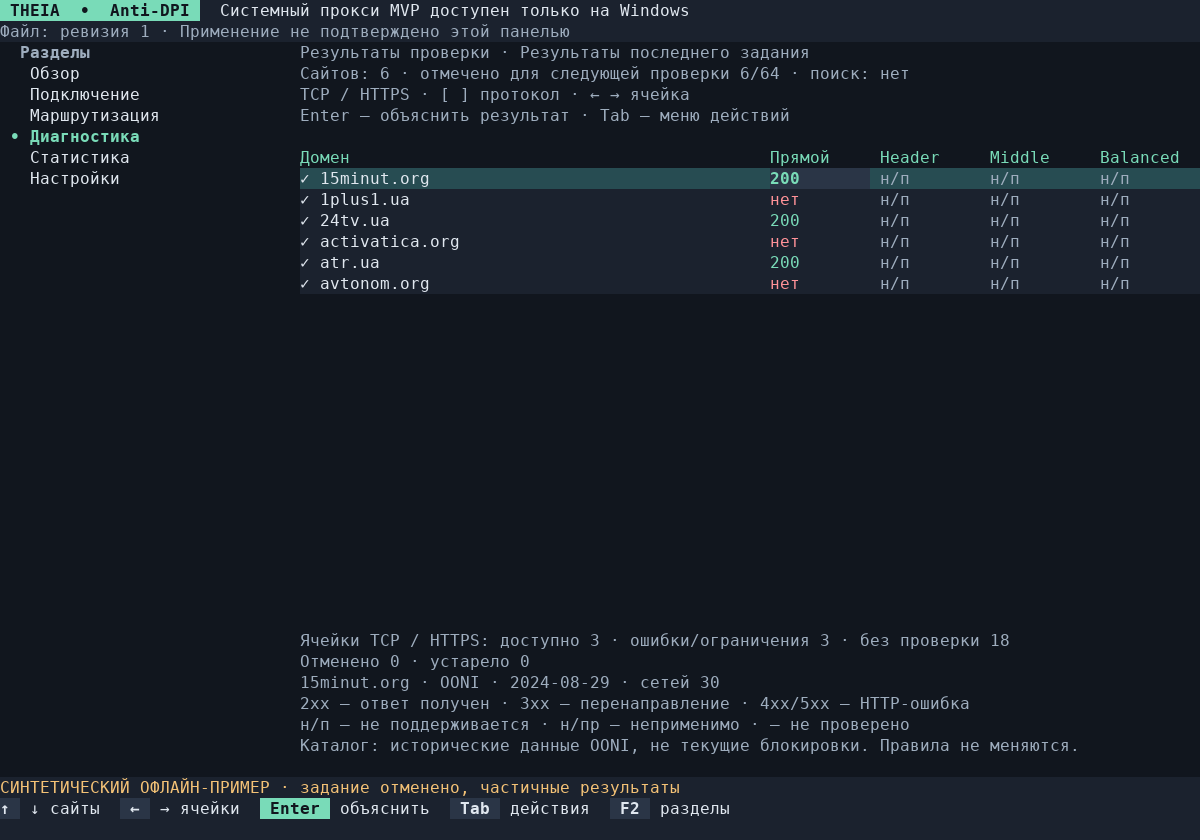 THEIA • Anti-DPI Системный прокси MVP доступен только на Windows
Файл: ревизия 1 · Применение не подтверждено этой панелью
Разделы
Обзор
Подключение
Маршрутизация
• Диагностика
Статистика
Настройки
Результаты проверки · Результаты последнего задания
Сайтов: 6 · отмечено для следующей проверки 6/64 · поиск: нет
TCP / HTTPS · [ ] протокол · ← → ячейка
Enter — объяснить результат · Tab — меню действий
Домен Прямой Header Middle Balanced
✓ 15minut.org 200 н/п н/п н/п
✓ 1plus1.ua нет н/п н/п н/п
✓ 24tv.ua 200 н/п н/п н/п
✓ activatica.org нет н/п н/п н/п
✓ atr.ua 200 н/п н/п н/п
✓ avtonom.org нет н/п н/п н/п
Ячейки TCP / HTTPS: доступно 3 · ошибки/ограничения 3 · без проверки 18
Отменено 0 · устарело 0
15minut.org · OONI · 2024-08-29 · сетей 30
2xx — ответ получен · 3xx — перенаправление · 4xx/5xx — HTTP-ошибка
н/п — не поддерживается · н/пр — неприменимо · — не проверено
Каталог: исторические данные OONI, не текущие блокировки. Правила не меняются.
СИНТЕТИЧЕСКИЙ ОФЛАЙН-ПРИМЕР · задание отменено, частичные результаты
↑ ↓ сайты ← → ячейки Enter объяснить Tab действия F2 разделы